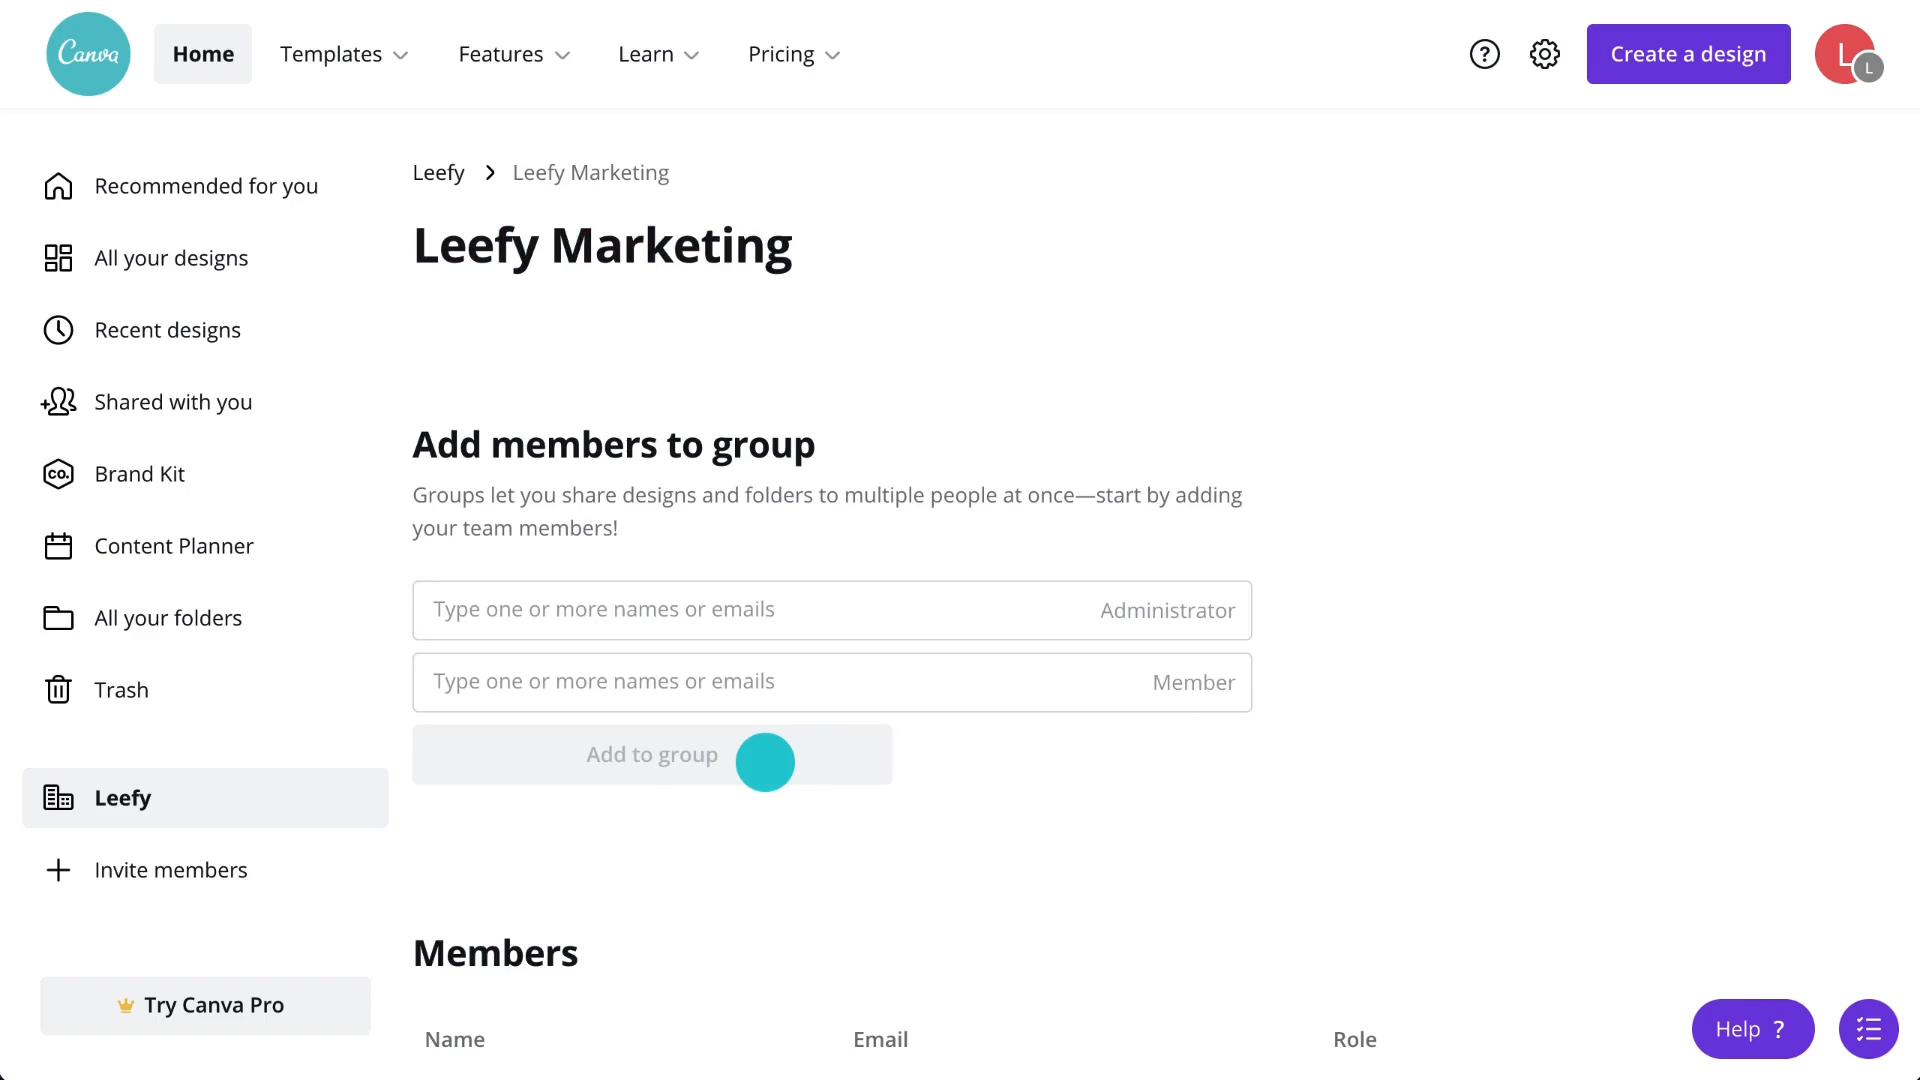 Canva
Home
Templates
Features
Learn
Pricing
?
Create a design
L
L
Recommended for you
All your designs
Recent designs
Shared with you
CO.
Brand Kit
Content Planner
All your folders
Trash
Leefy
Invite members
Try Canva Pro
Leefy > Leefy Marketing
Leefy Marketing
Add members to group
Groups let you share designs and folders to multiple people at once—start by adding
your team members!
Type one or more names or emails Administrator
Type one or more names or emails Member
Add to group
Members
Name Email Role
Help ?